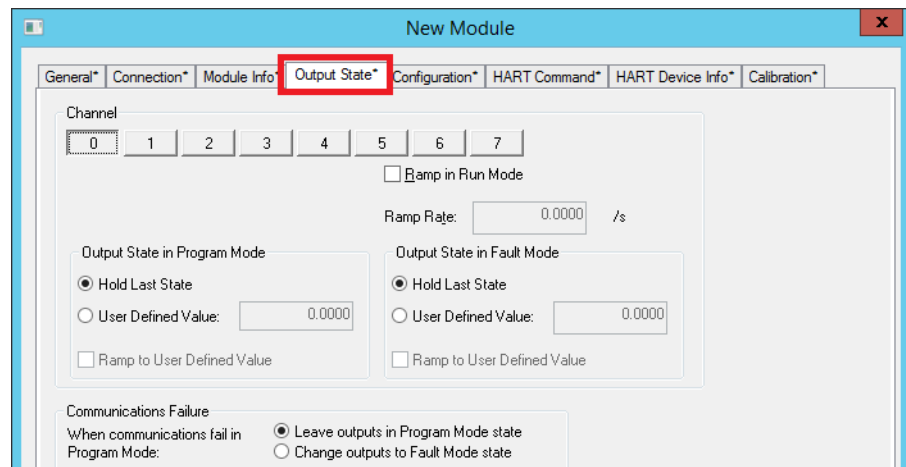 New Module
x
General* Connection* Module Info* Output State* Configuration* HART Command* HART Device Info* Calibration*
Channel
0 1 2 3 4 5 6 7
Ramp in Run Mode
Ramp Rate: 0.0000 /s
Output State in Program Mode Output State in Fault Mode
Hold Last State Hold Last State
User Defined Value: 0.0000 User Defined Value: 0.0000
Ramp to User Defined Value Ramp to User Defined Value
Communications Failure
When communications fail in Leave outputs in Program Mode state
Program Mode: Change outputs to Fault Mode state